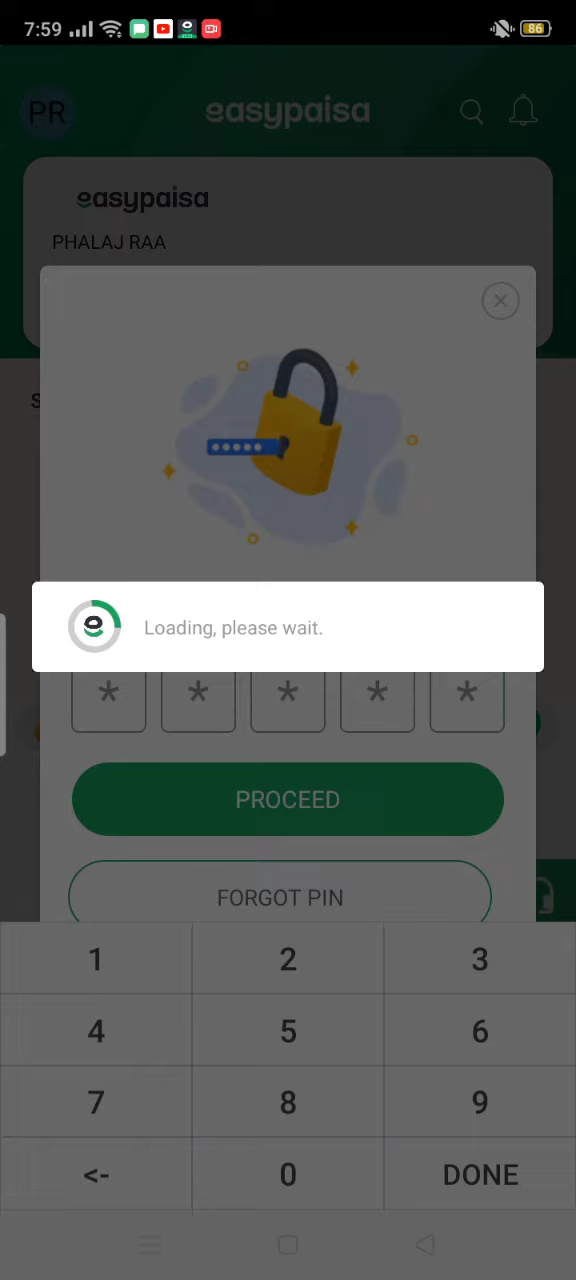 7:59
86
PR
easypaisa
easypaisa
PHALAJ RAA
S
Loading, please wait.
* * * * *
PROCEED
FORGOT PIN
1 2 3
4 5 6
7 8 9
<- 0 DONE